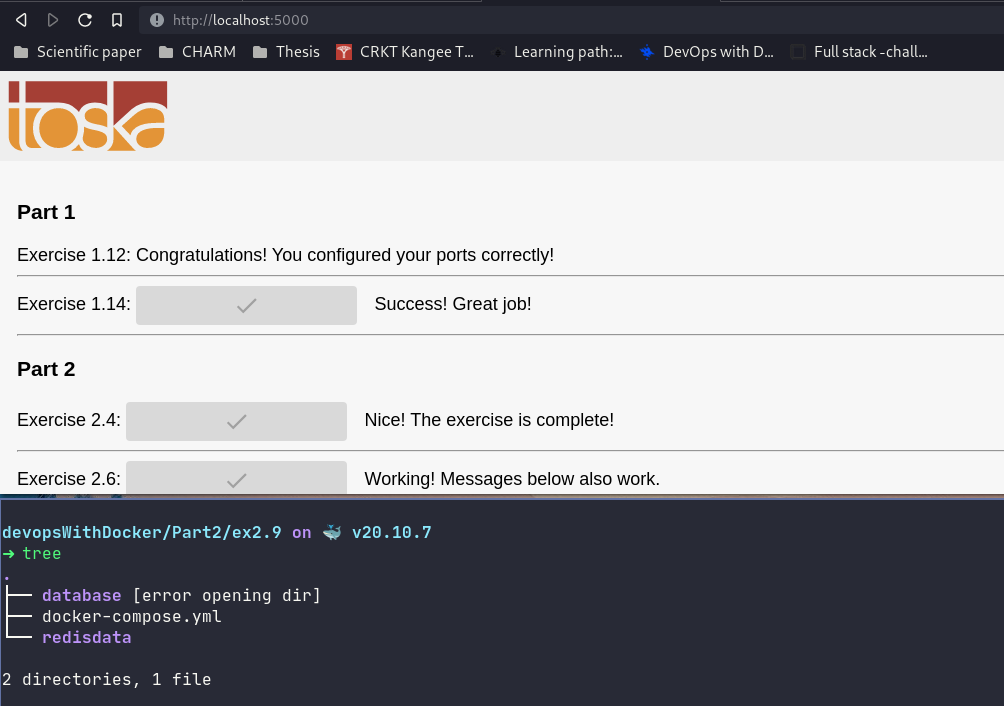 http://localhost:5000
Scientific paper CHARM Thesis CRKT Kangee T... Learning path:... DevOps with D... Full stack -chall...
toska
Part 1
Exercise 1.12: Congratulations! You configured your ports correctly!
Exercise 1.14: Success! Great job!
Part 2
Exercise 2.4: Nice! The exercise is complete!
Exercise 2.6: Working! Messages below also work.
devopsWithDocker/Part2/ex2.9 on 🐳 v20.10.7
➜ tree
.
├── database [error opening dir]
├── docker-compose.yml
└── redisdata
2 directories, 1 file